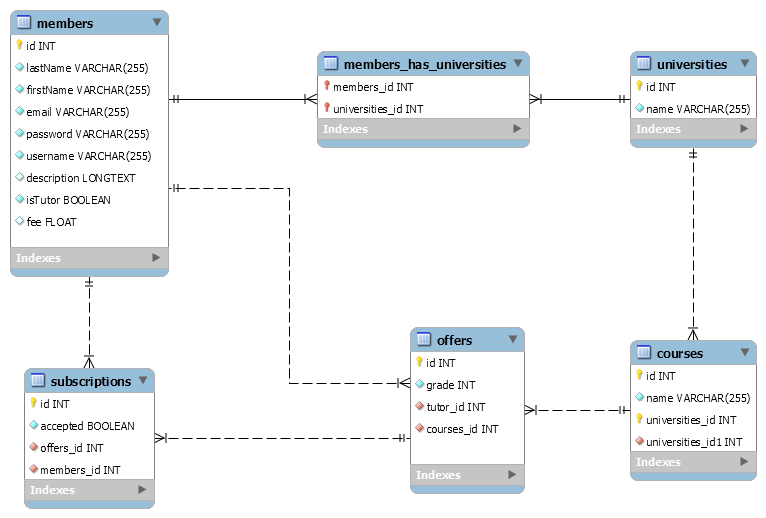 members
id INT
lastName VARCHAR(255)
firstName VARCHAR(255)
email VARCHAR(255)
password VARCHAR(255)
username VARCHAR(255)
description LONGTEXT
isTutor BOOLEAN
fee FLOAT
Indexes
members_has_universities
members_id INT
universities_id INT
Indexes
universities
id INT
name VARCHAR(255)
Indexes
subscriptions
id INT
accepted BOOLEAN
offers_id INT
members_id INT
Indexes
offers
id INT
grade INT
tutor_id INT
courses_id INT
Indexes
courses
id INT
name VARCHAR(255)
universities_id INT
universities_id1 INT
Indexes